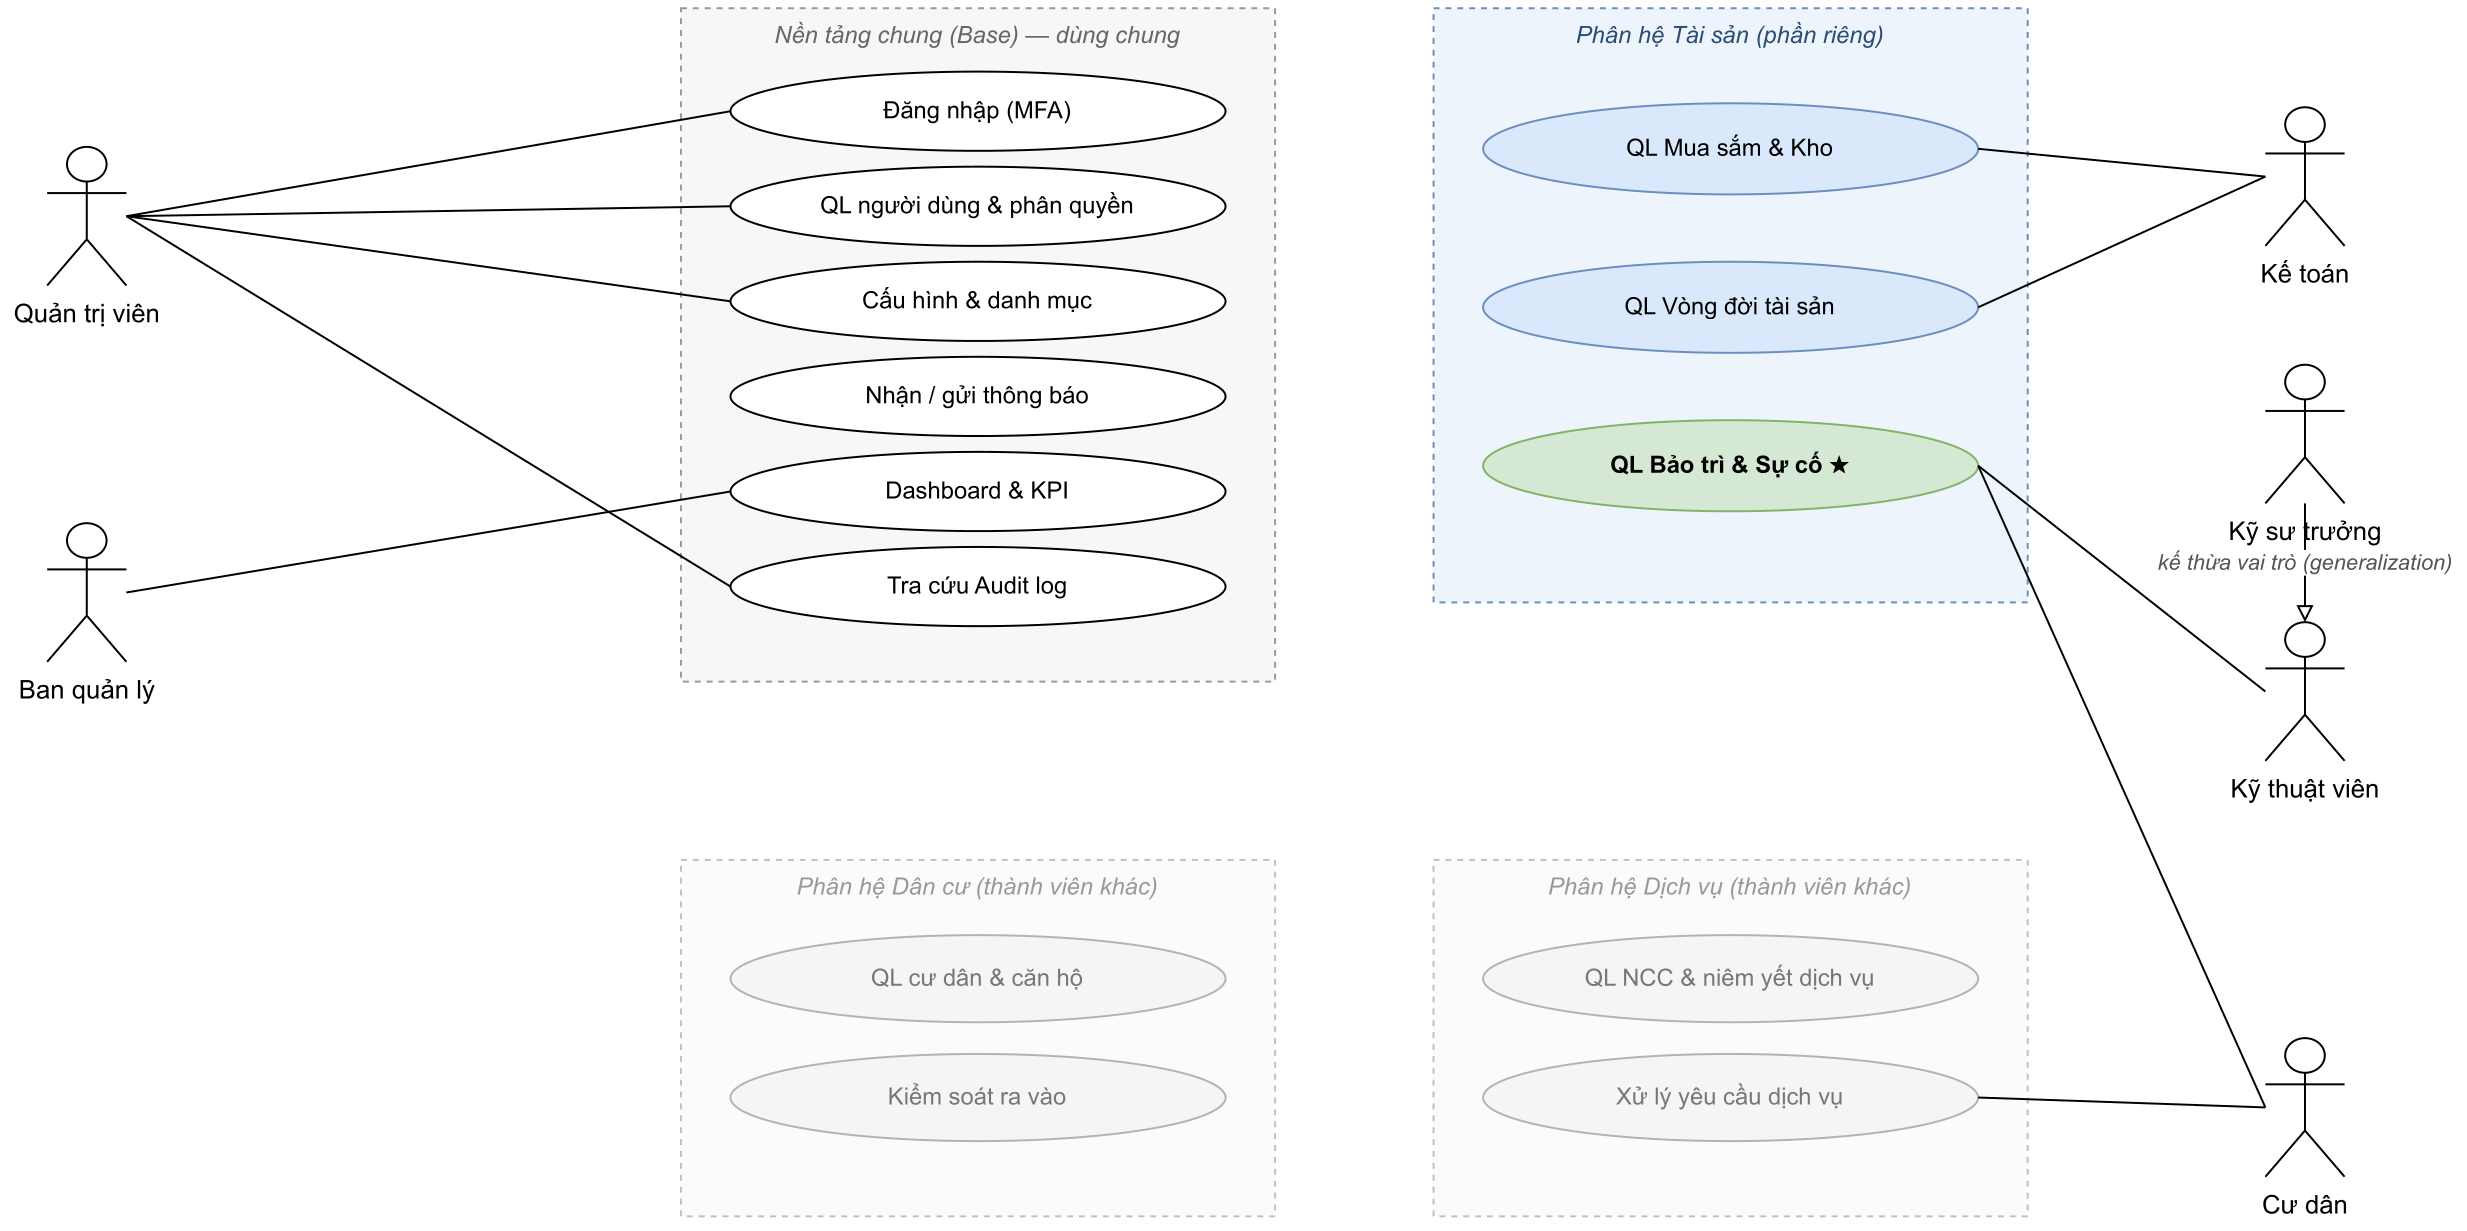 Nền tảng chung (Base) — dùng chung
Đăng nhập (MFA)
QL người dùng & phân quyền
Cấu hình & danh mục
Nhận / gửi thông báo
Dashboard & KPI
Tra cứu Audit log
Quản trị viên
Ban quản lý
Phân hệ Tài sản (phần riêng)
QL Mua sắm & Kho
QL Vòng đời tài sản
QL Bảo trì & Sự cố ★
Kế toán
Kỹ sư trưởng
kế thừa vai trò (generalization)
Kỹ thuật viên
Phân hệ Dân cư (thành viên khác)
QL cư dân & căn hộ
Kiểm soát ra vào
Phân hệ Dịch vụ (thành viên khác)
QL NCC & niêm yết dịch vụ
Xử lý yêu cầu dịch vụ
Cư dân